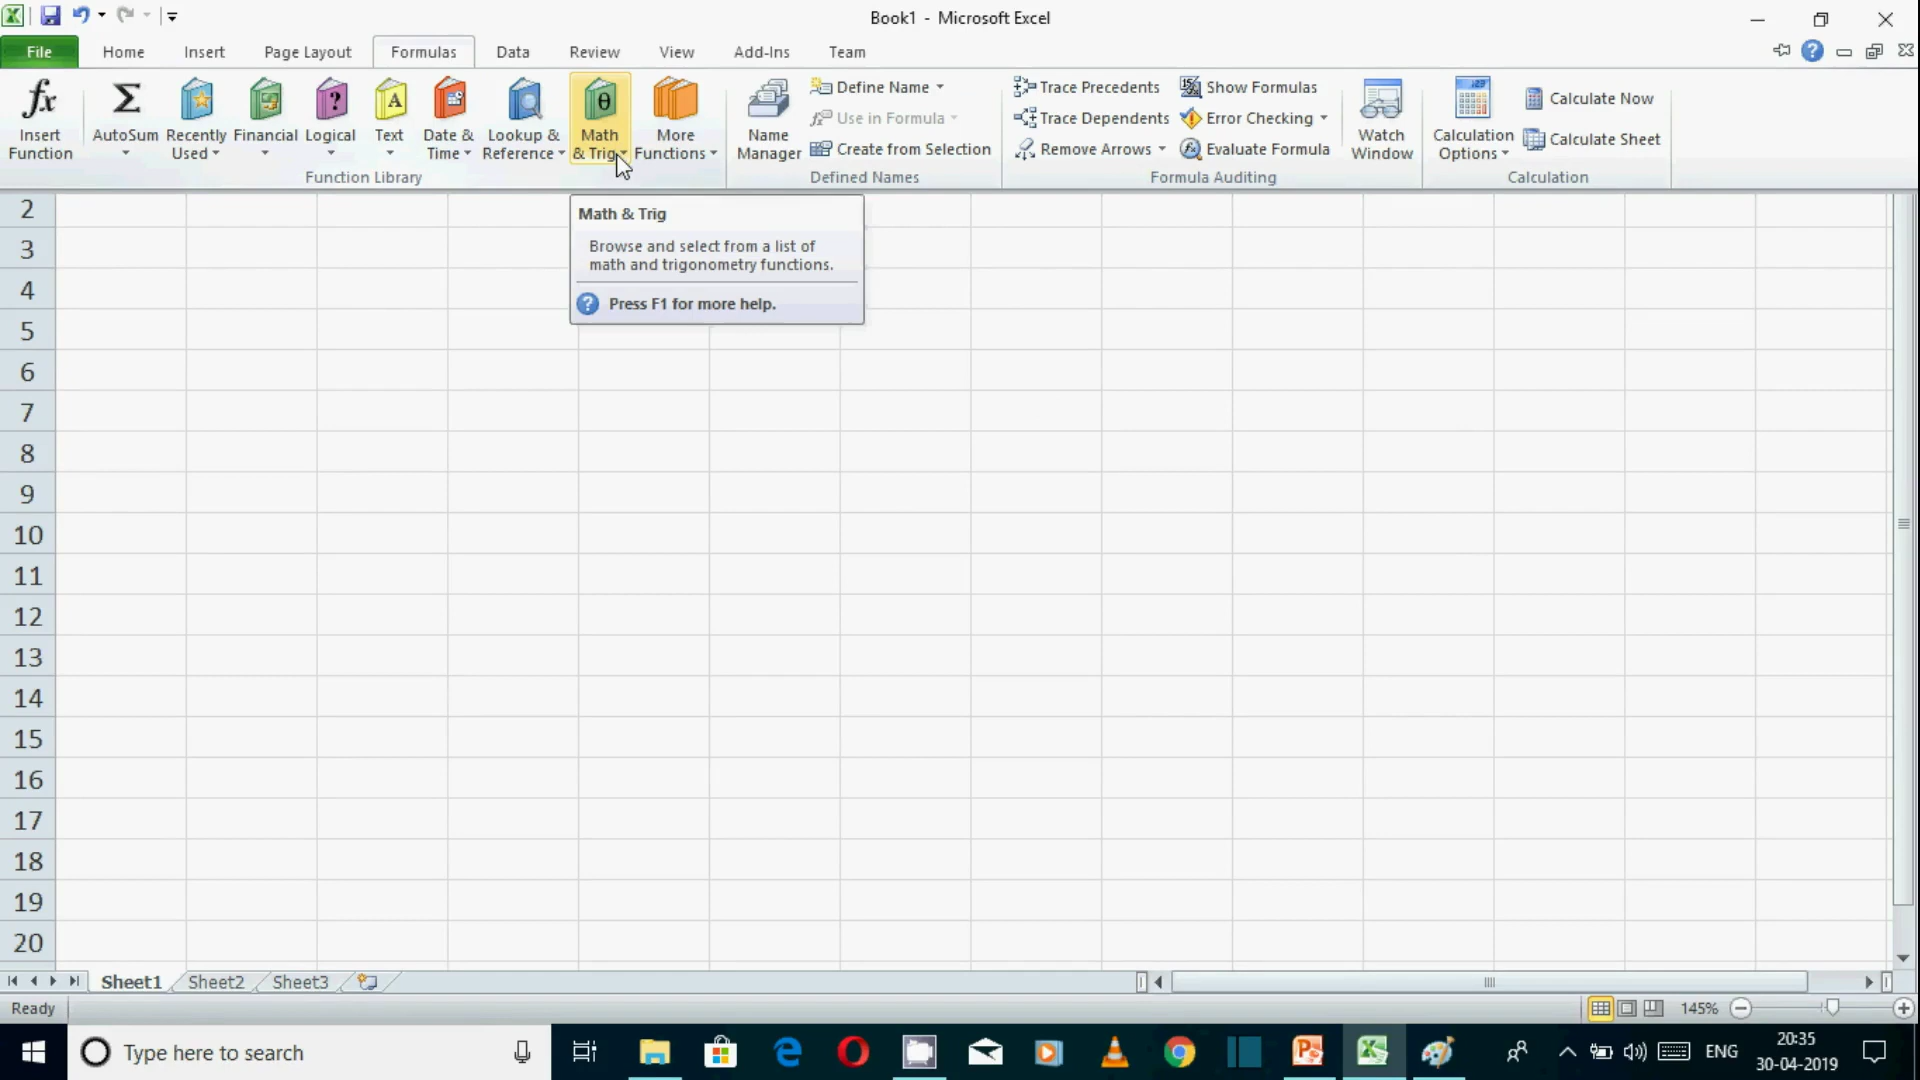 Book1 - Microsoft Excel
File Home Insert Page Layout Formulas Data Review View Add-Ins Team
fx Insert Function
Σ AutoSum
Recently Used
Financial
Logical
Text
Date & Time
Lookup & Reference
Math & Trig
More Functions
Function Library
Name Manager
Define Name
Use in Formula
Create from Selection
Defined Names
Trace Precedents
Trace Dependents
Remove Arrows
Show Formulas
Error Checking
Evaluate Formula
Formula Auditing
Watch Window
Calculation Options
Calculate Now
Calculate Sheet
Calculation
Math & Trig
Browse and select from a list of
math and trigonometry functions.
Press F1 for more help.
2
3
4
5
6
7
8
9
10
11
12
13
14
15
16
17
18
19
20
Sheet1 Sheet2 Sheet3
Ready
145%
Type here to search
ENG
20:35
30-04-2019